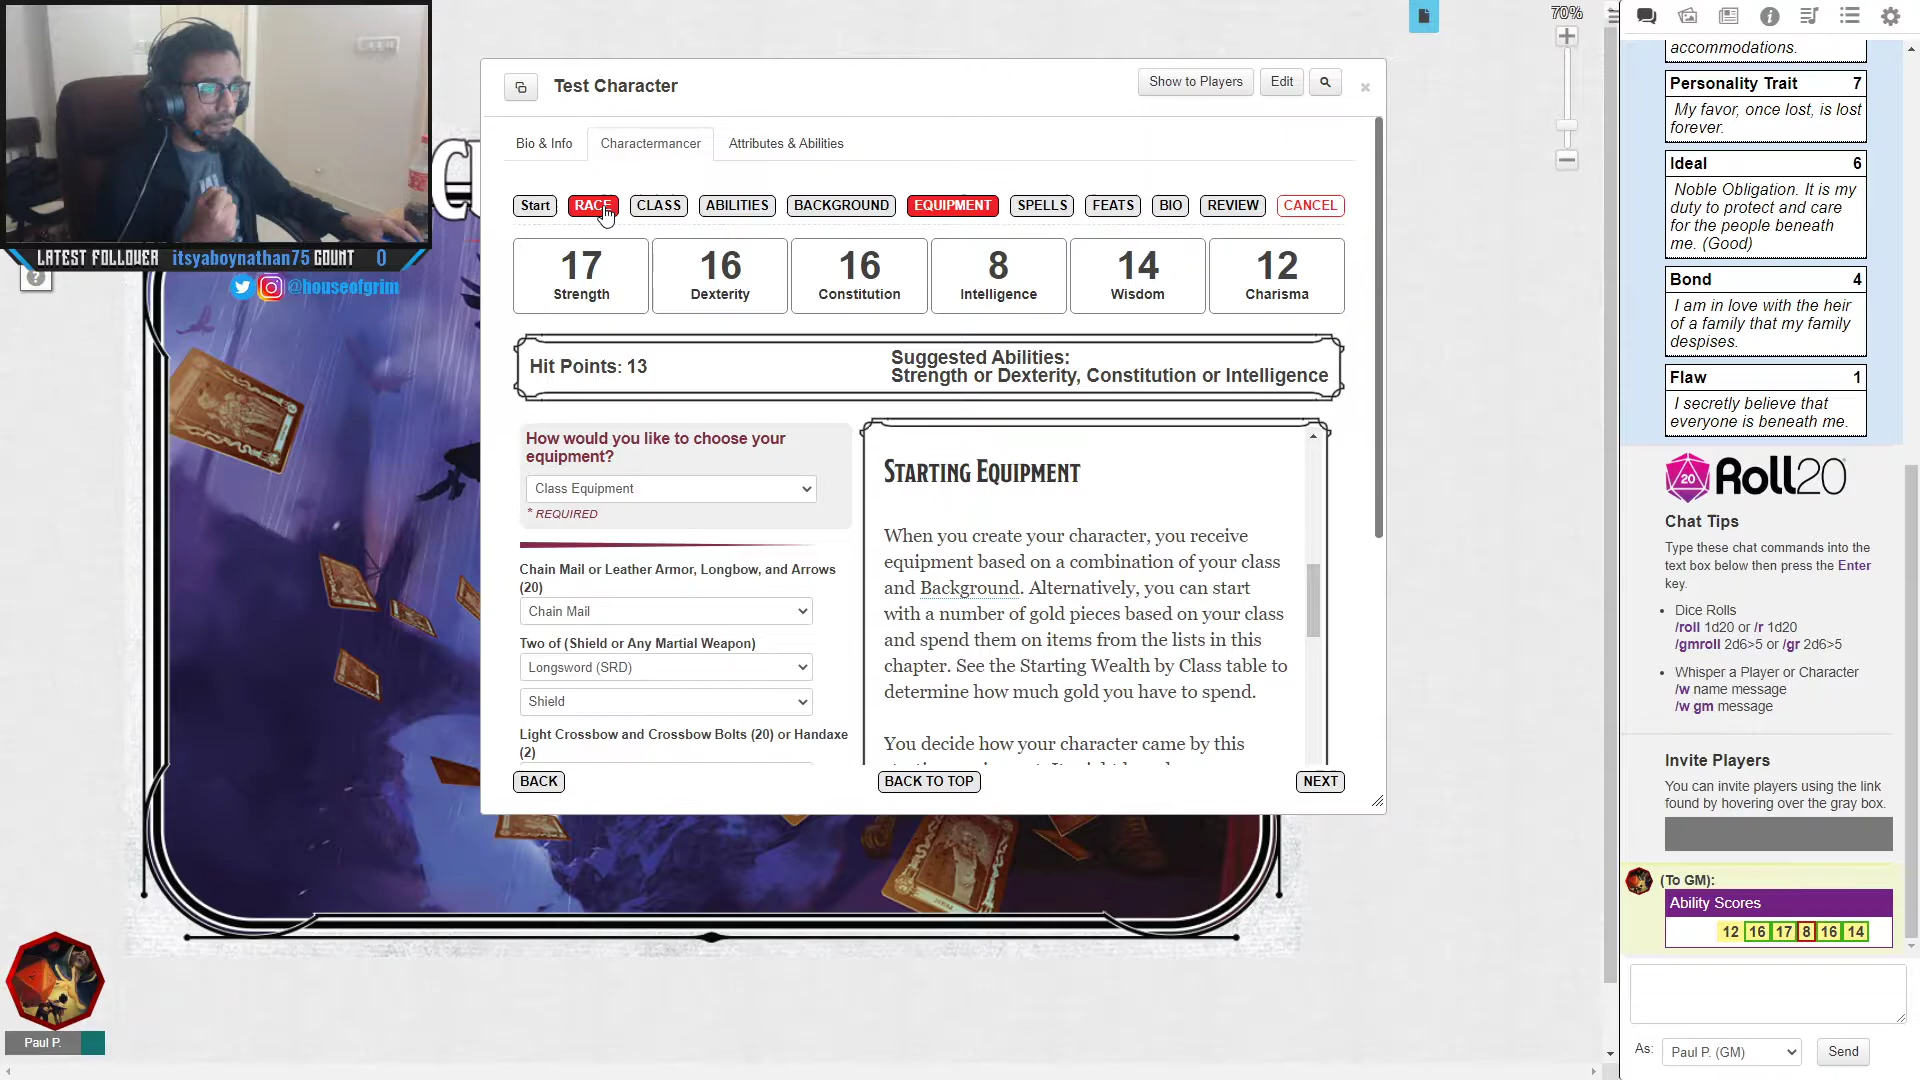 LATEST FOLLOWER itsyaboynathan75 COUNT 0
@houseofgrim
70%
Test Character
Show to Players
Edit
Bio & Info
Charactermancer
Attributes & Abilities
Start
RACE
CLASS
ABILITIES
BACKGROUND
EQUIPMENT
SPELLS
FEATS
BIO
REVIEW
CANCEL
17
Strength
16
Dexterity
16
Constitution
8
Intelligence
14
Wisdom
12
Charisma
Hit Points: 13
Suggested Abilities:
Strength or Dexterity, Constitution or Intelligence
How would you like to choose your
equipment?
Class Equipment
* REQUIRED
Chain Mail or Leather Armor, Longbow, and Arrows
(20)
Chain Mail
Two of (Shield or Any Martial Weapon)
Longsword (SRD)
Shield
Light Crossbow and Crossbow Bolts (20) or Handaxe
(2)
STARTING EQUIPMENT
When you create your character, you receive
equipment based on a combination of your class
and Background. Alternatively, you can start
with a number of gold pieces based on your class
and spend them on items from the lists in this
chapter. See the Starting Wealth by Class table to
determine how much gold you have to spend.
You decide how your character came by this
BACK
BACK TO TOP
NEXT
Paul P.
accommodations.
Personality Trait 7
My favor, once lost, is lost
forever.
Ideal 6
Noble Obligation. It is my
duty to protect and care
for the people beneath
me. (Good)
Bond 4
I am in love with the heir
of a family that my family
despises.
Flaw 1
I secretly believe that
everyone is beneath me.
20 Roll20
Chat Tips
Type these chat commands into the
text box below then press the Enter
key.
• Dice Rolls
/roll 1d20 or /r 1d20
/gmroll 2d6>5 or /gr 2d6>5
• Whisper a Player or Character
/w name message
/w gm message
Invite Players
You can invite players using the link
found by hovering over the gray box.
(To GM):
Ability Scores
12 16 17 8 16 14
As: Paul P. (GM)
Send